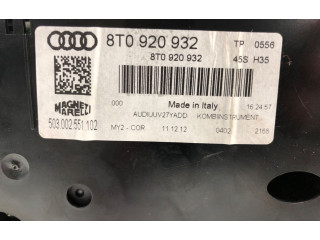 8T0 920 932 TP 0556
8T0 920 932 45S H35
000 Made in Italy 16:24:57
MAGNETI MARELLI
AUDIUUV27YADD KOMBIINSTRUMENT
503.002.551.102
MY2 - COR 11.12.12 0402 2168